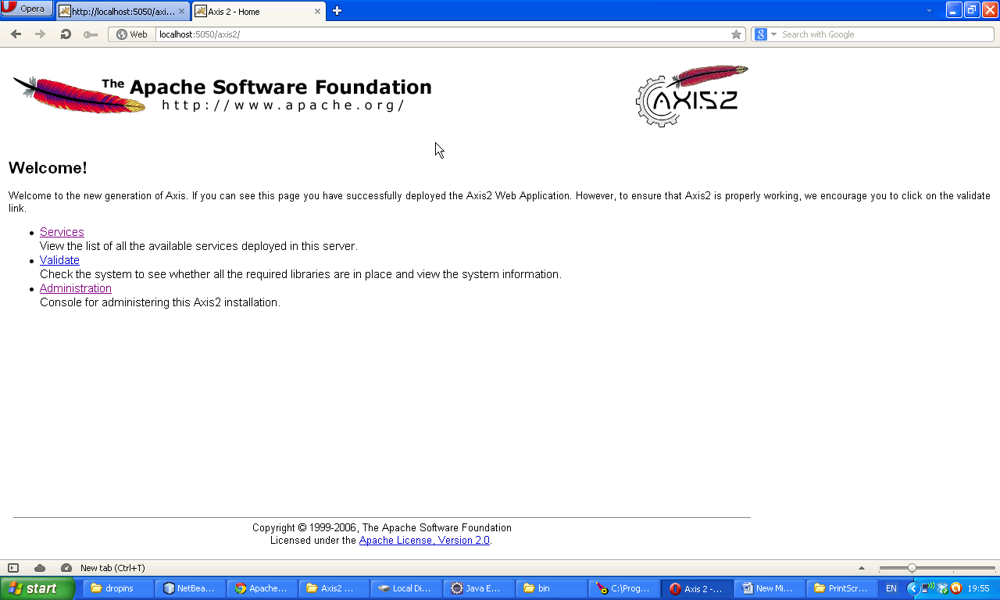 Opera
http://localhost:5050/axi...
Axis 2 - Home
Web
localhost:5050/axis2/
Search with Google
The Apache Software Foundation
http://www.apache.org/
AXIS2
Welcome!
Welcome to the new generation of Axis. If you can see this page you have successfully deployed the Axis2 Web Application. However, to ensure that Axis2 is properly working, we encourage you to click on the validate
link.
Services
View the list of all the available services deployed in this server.
Validate
Check the system to see whether all the required libraries are in place and view the system information.
Administration
Console for administering this Axis2 installation.
Copyright © 1999-2006, The Apache Software Foundation
Licensed under the Apache License, Version 2.0.
New tab (Ctrl+T)
start
dropins
NetBea...
Apache...
Axis2 ...
Local Di...
Java E...
bin
C:\Prog...
Axis 2 -...
New Mi...
PrintScr...
EN
19:55